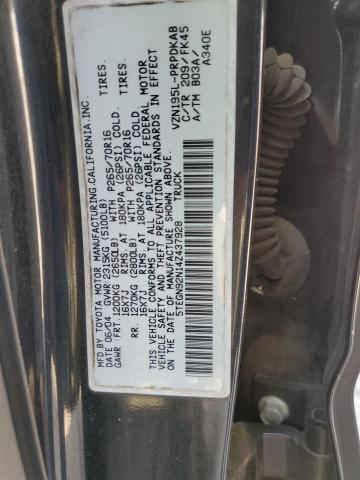 MFD BY TOYOTA MOTOR MANUFACTURING CALIFORNIA, INC.
DATE 06/04 GVWR: 2315KG (5100LB)
GAWR : FRT. 1200KG (2650LB) WITH P265/70R16 TIRES.
16X7J RIMS AT 180KPA (26PSI) COLD.
RR. 1270KG (2800LB) WITH P265/70R16 TIRES.
16X7J RIMS AT 180KPA (26PSI) COLD.
THIS VEHICLE CONFORMS TO ALL APPLICABLE FEDERAL MOTOR
VEHICLE SAFETY AND THEFT PREVENTION STANDARDS IN EFFECT
ON THE DATE OF MANUFACTURE SHOWN ABOVE.
5TEGN92N14Z437928 TRUCK
VZN195L-PRPDKAB
C/TR 209/FK45
A/TM B03A/
A340E